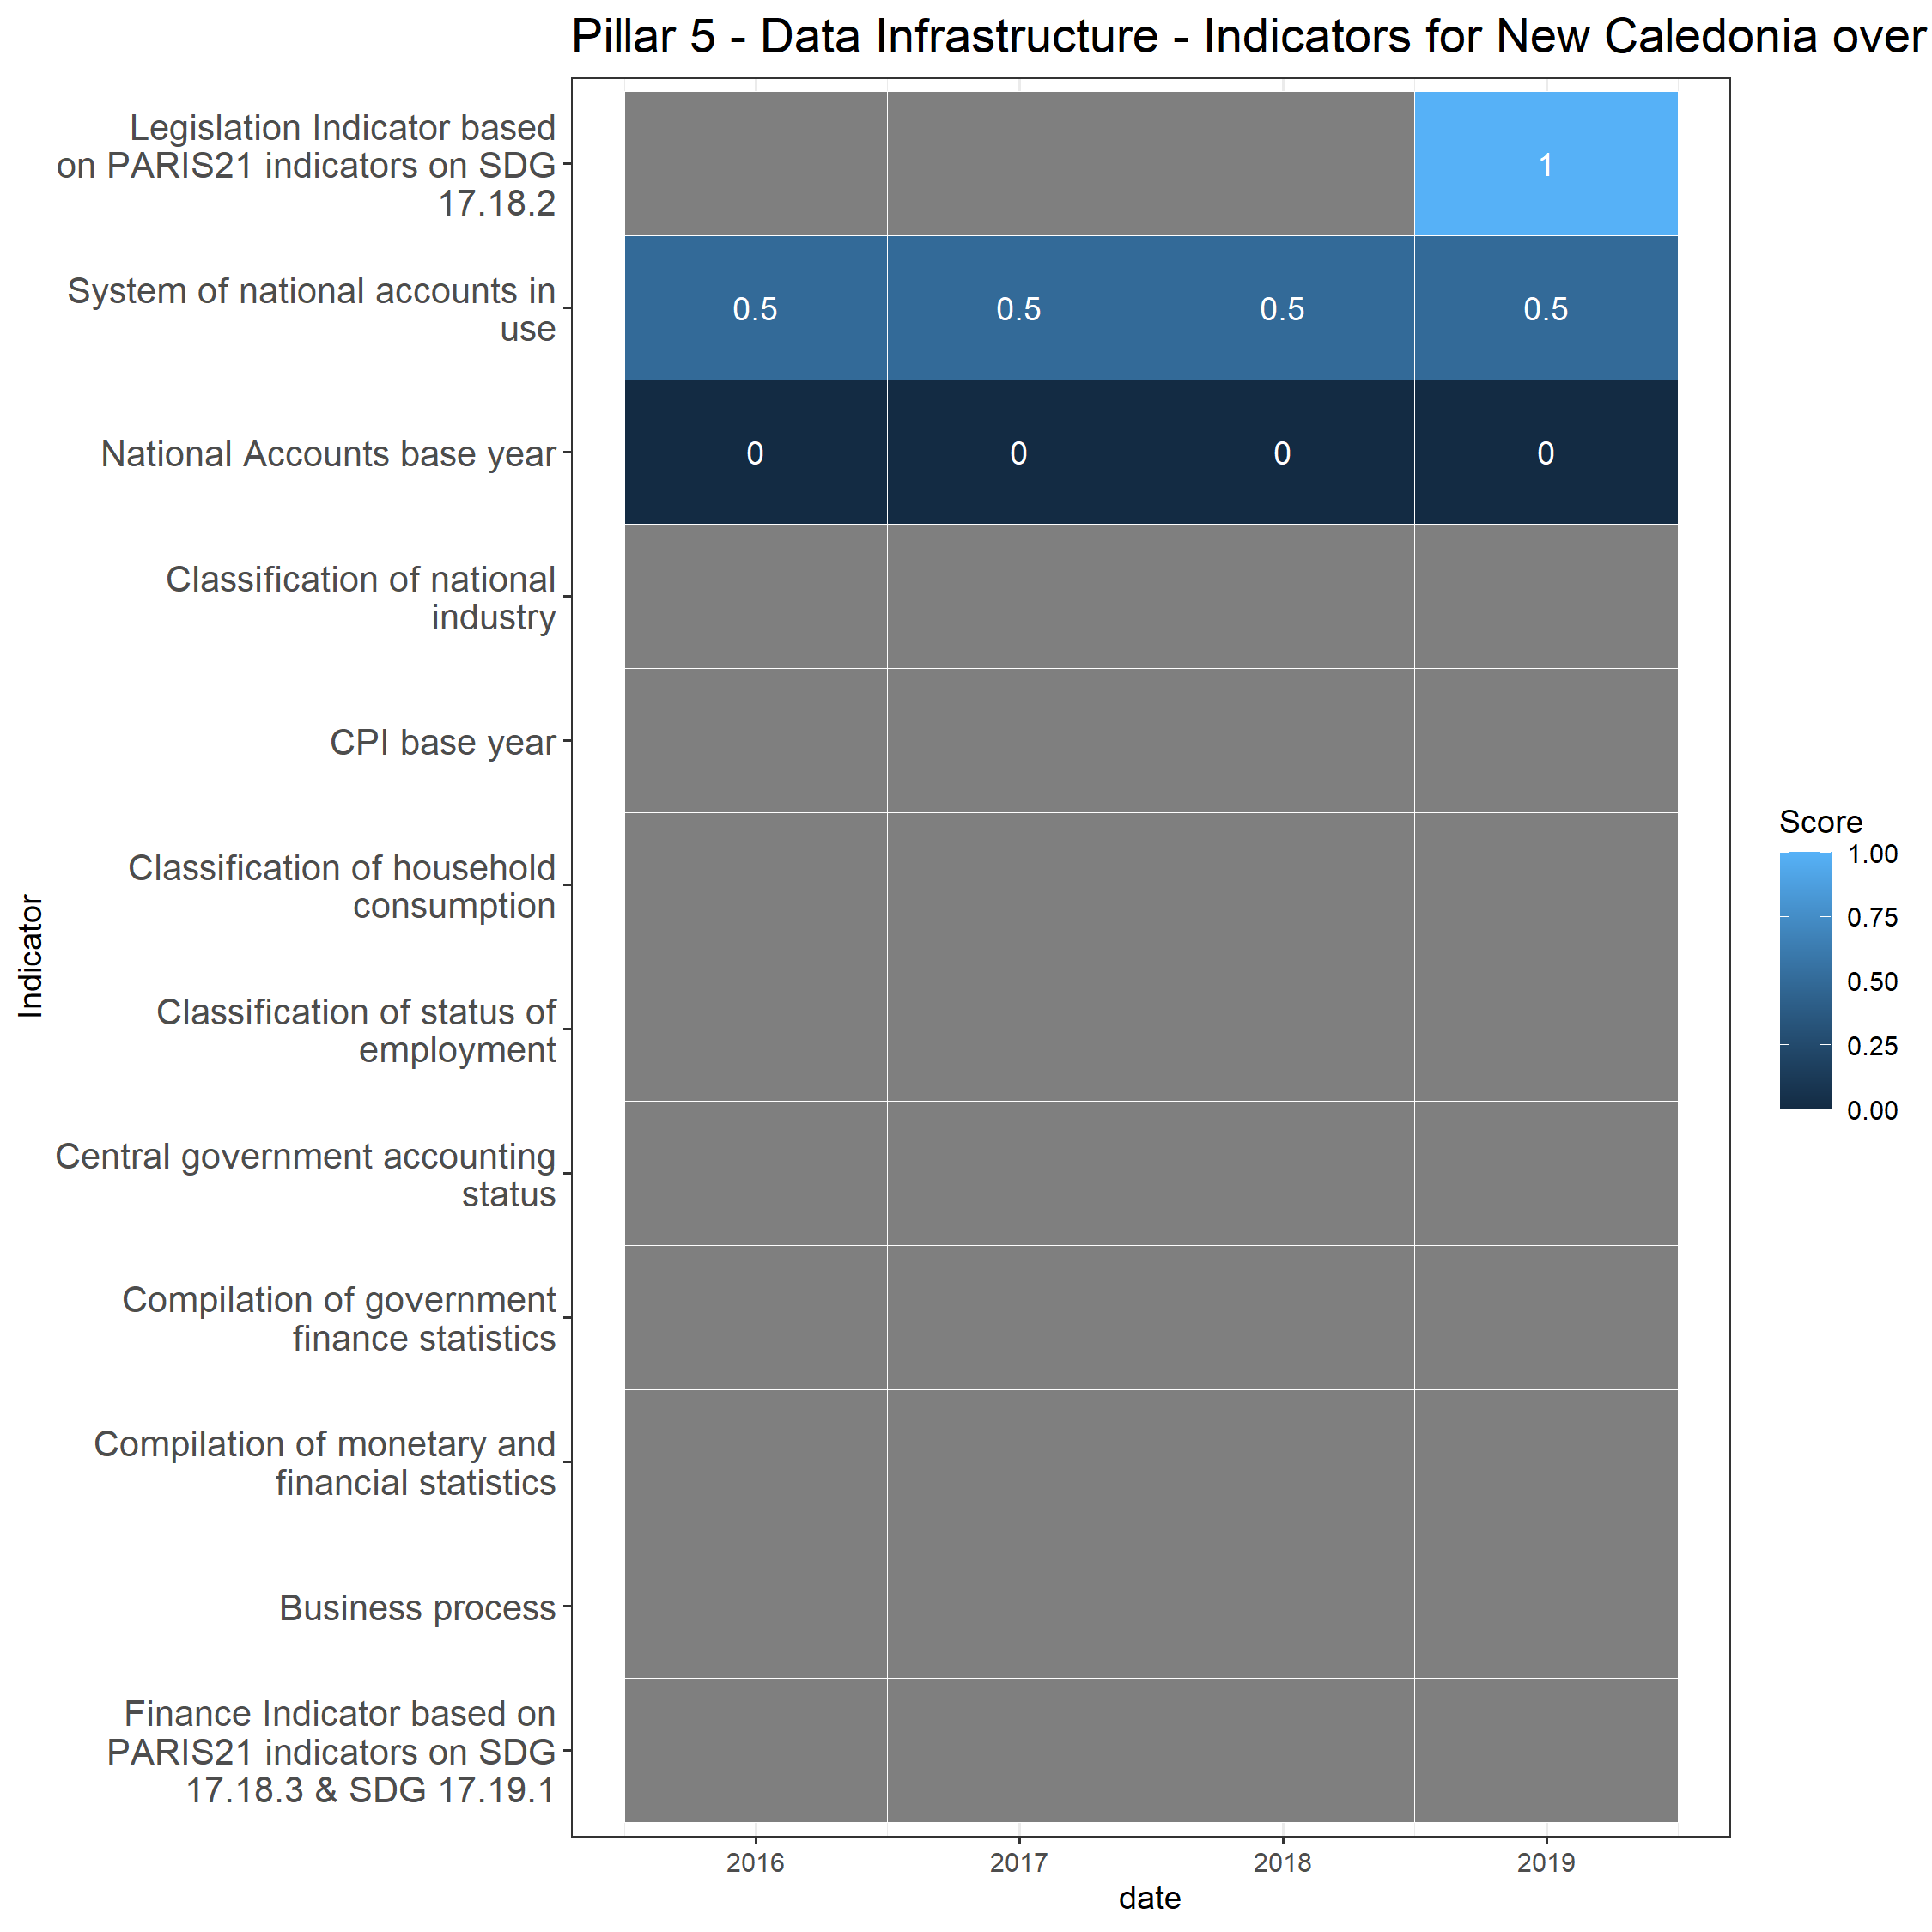 Pillar 5 - Data Infrastructure - Indicators for New Caledonia over
Legislation Indicator based
on PARIS21 indicators on SDG
17.18.2
1
System of national accounts in
use
0.5 0.5 0.5 0.5
National Accounts base year
0 0 0 0
Classification of national
industry
CPI base year
Classification of household
consumption
Classification of status of
employment
Central government accounting
status
Compilation of government
finance statistics
Compilation of monetary and
financial statistics
Business process
Finance Indicator based on
PARIS21 indicators on SDG
17.18.3 & SDG 17.19.1
Indicator
2016 2017 2018 2019
date
Score
1.00
0.75
0.50
0.25
0.00